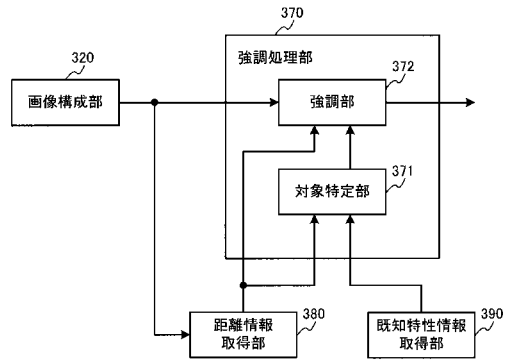 370
強調処理部
320
画像構成部
372
強調部
371
対象特定部
380
距離情報
取得部
390
既知特性情報
取得部